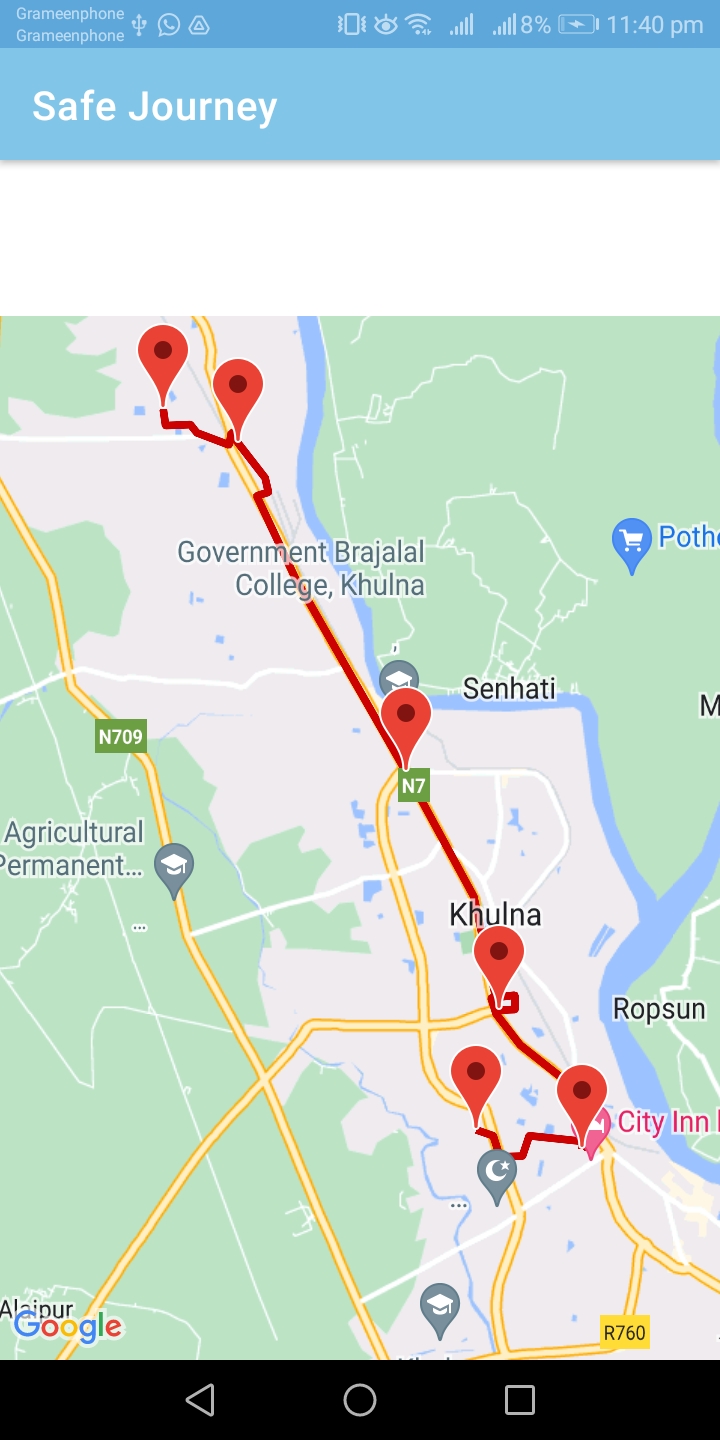 Grameenphone
Grameenphone
8% 11:40 pm
Safe Journey
Government Brajalal
College, Khulna
Poth
Senhati
M
N709
N7
Agricultural
Permanent...
...
Khulna
Ropsun
City Inn
...
Alaipur
Google
R760